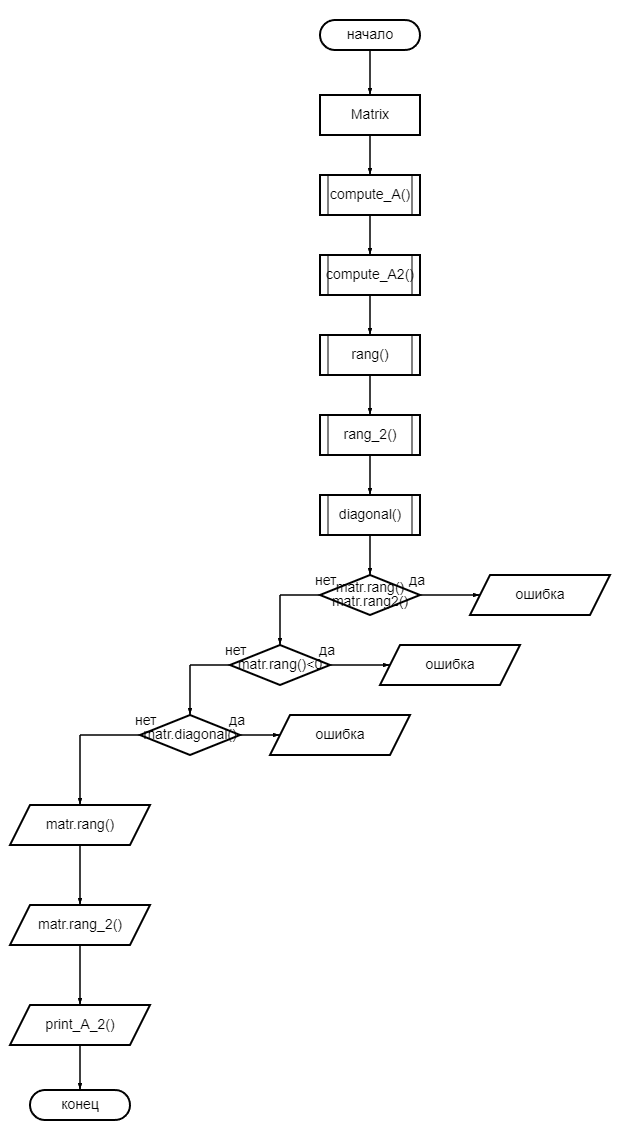 начало
Matrix
compute_A()
compute_A2()
rang()
rang_2()
diagonal()
нет
да
matr.rang()
matr.rang2()
ошибка
нет
да
matr.rang()<0
ошибка
нет
да
matr.diagonal()
ошибка
matr.rang()
matr.rang_2()
print_A_2()
конец